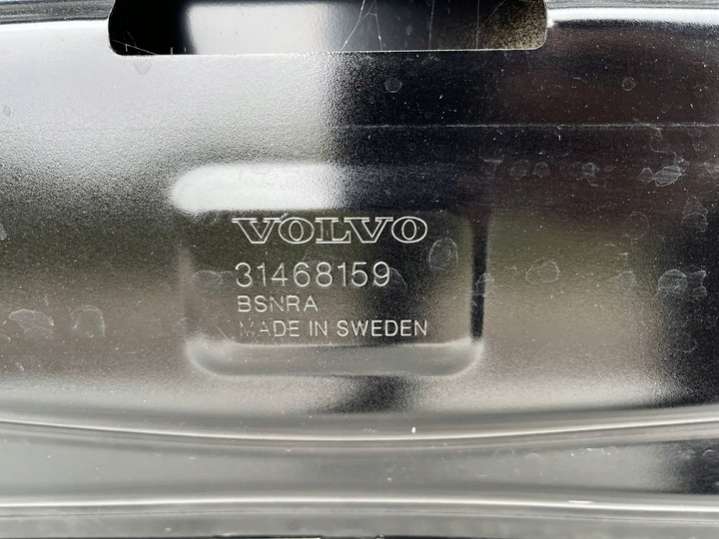 VOLVO
31468159
BSNRA
MADE IN SWEDEN